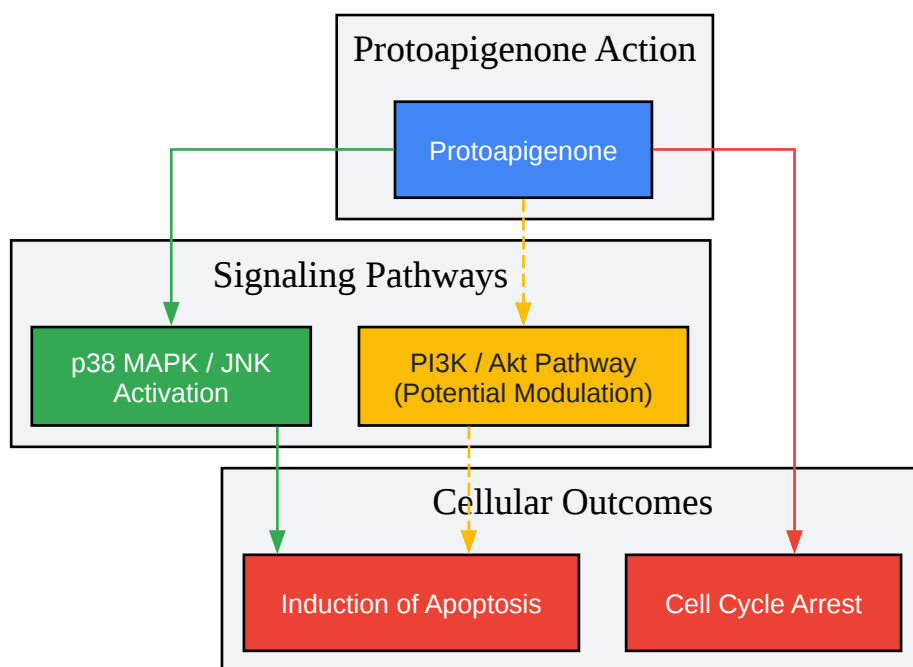 Protoapigenone Action
Protoapigenone
Signaling Pathways
p38 MAPK / JNK
Activation
PI3K / Akt Pathway
(Potential Modulation)
Cellular Outcomes
Induction of Apoptosis
Cell Cycle Arrest